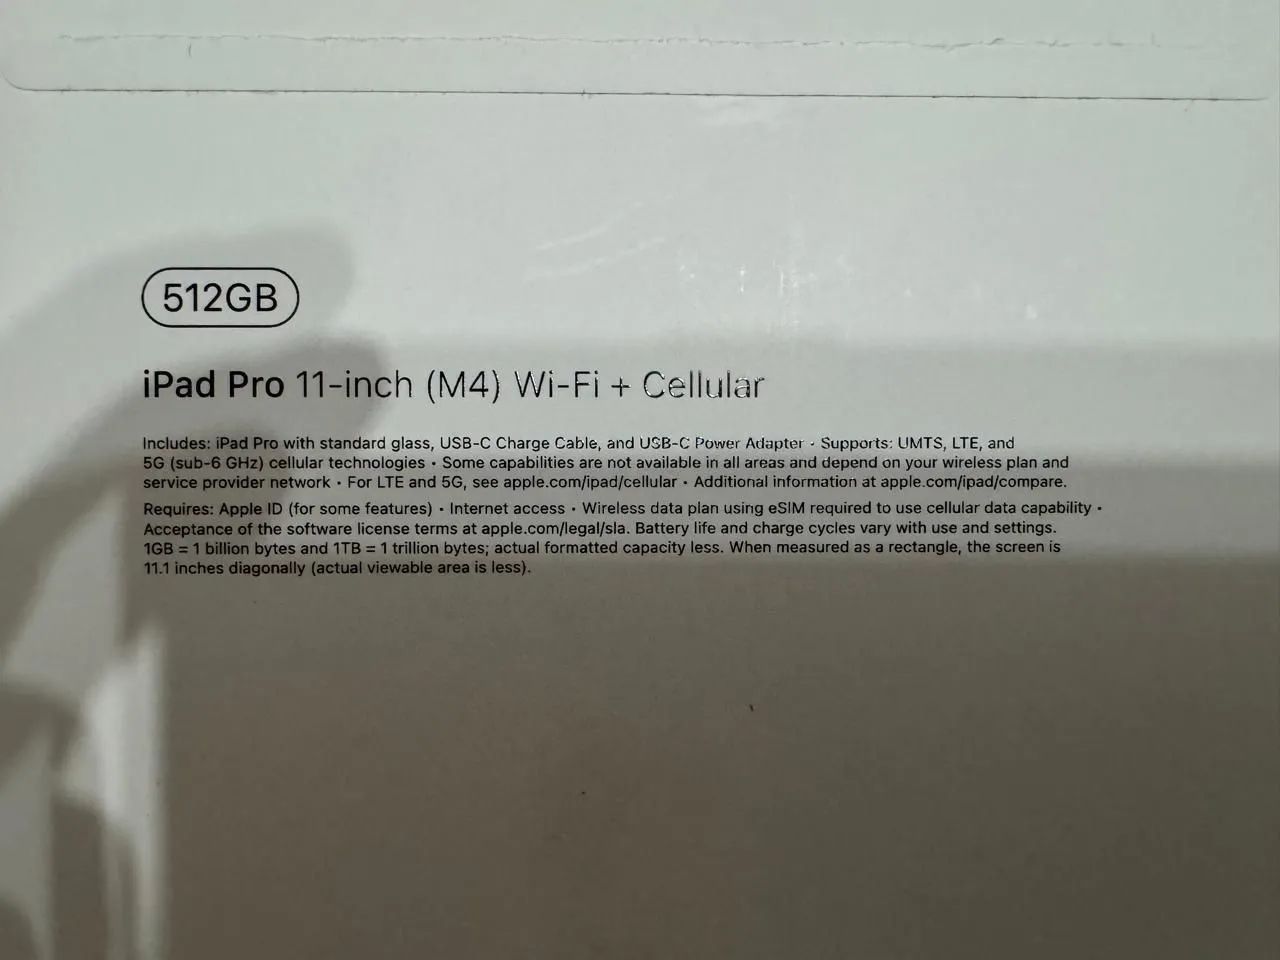 512GB
iPad Pro 11-inch (M4) Wi-Fi + Cellular
Includes: iPad Pro with standard glass, USB-C Charge Cable, and USB-C Power Adapter • Supports: UMTS, LTE, and
5G (sub-6 GHz) cellular technologies • Some capabilities are not available in all areas and depend on your wireless plan and
service provider network • For LTE and 5G, see apple.com/ipad/cellular • Additional information at apple.com/ipad/compare.
Requires: Apple ID (for some features) • Internet access • Wireless data plan using eSIM required to use cellular data capability •
Acceptance of the software license terms at apple.com/legal/sla. Battery life and charge cycles vary with use and settings.
1GB = 1 billion bytes and 1TB = 1 trillion bytes; actual formatted capacity less. When measured as a rectangle, the screen is
11.1 inches diagonally (actual viewable area is less).